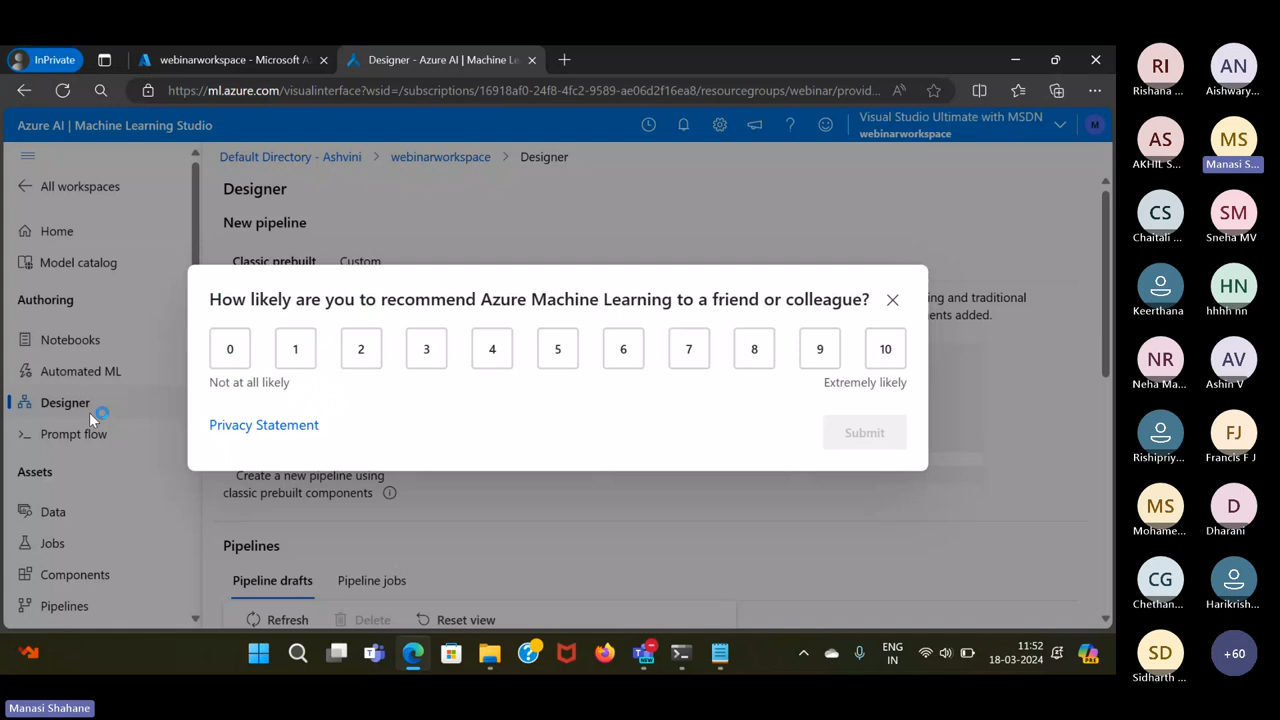 InPrivate
webinarworkspace - Microsoft A
Designer - Azure AI | Machine Le
https://ml.azure.com/visualinterface?wsid=/subscriptions/16918af0-24f8-4fc2-9589-ae06d2f16ea8/resourcegroups/webinar/provid...
Azure AI | Machine Learning Studio
Visual Studio Ultimate with MSDN
webinarworkspace
M
All workspaces
Home
Model catalog
Authoring
Notebooks
Automated ML
Designer
Prompt flow
Assets
Data
Jobs
Components
Pipelines
Default Directory - Ashvini > webinarworkspace > Designer
Designer
New pipeline
Classic prebuilt Custom
ing and traditional
ents added.
How likely are you to recommend Azure Machine Learning to a friend or colleague?
0 1 2 3 4 5 6 7 8 9 10
Not at all likely Extremely likely
Privacy Statement
Submit
Create a new pipeline using
classic prebuilt components
Pipelines
Pipeline drafts Pipeline jobs
Refresh Delete Reset view
ENG
IN
11:52
18-03-2024
Manasi Shahane
RI
Rishana ...
AN
Aishwary...
AS
AKHIL S...
MS
Manasi S...
CS
Chaitali ...
SM
Sneha MV
Keerthana
HN
hhhh nn
NR
Neha Ma...
AV
Ashin V
Rishipriy...
FJ
Francis F J
MS
Mohame...
D
Dharani
CG
Chethan...
Harikrish...
SD
Sidharth ...
+60